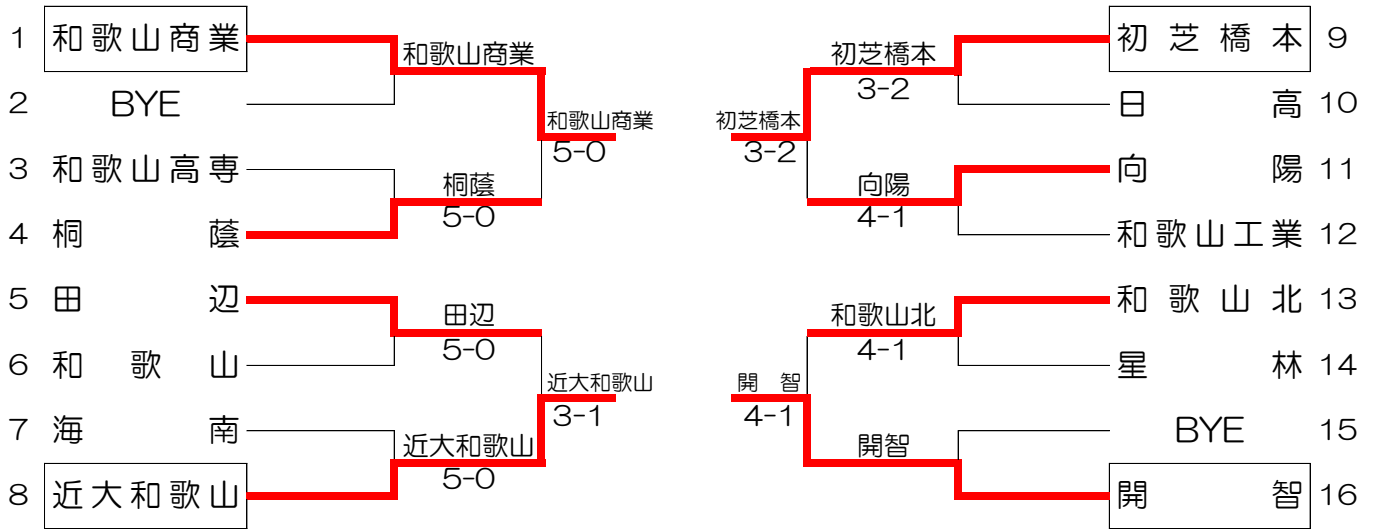 1 和歌山商業
2 BYE
3 和歌山高専
4 桐蔭
5 田辺
6 和歌山
7 海南
8 近大和歌山
和歌山商業
桐蔭
5-0
田辺
5-0
近大和歌山
5-0
和歌山商業
5-0
近大和歌山
3-1
初芝橋本
3-2
開智
4-1
初芝橋本
3-2
向陽
4-1
和歌山北
4-1
開智
初芝橋本 9
日高 10
向陽 11
和歌山工業 12
和歌山北 13
星林 14
BYE 15
開智 16